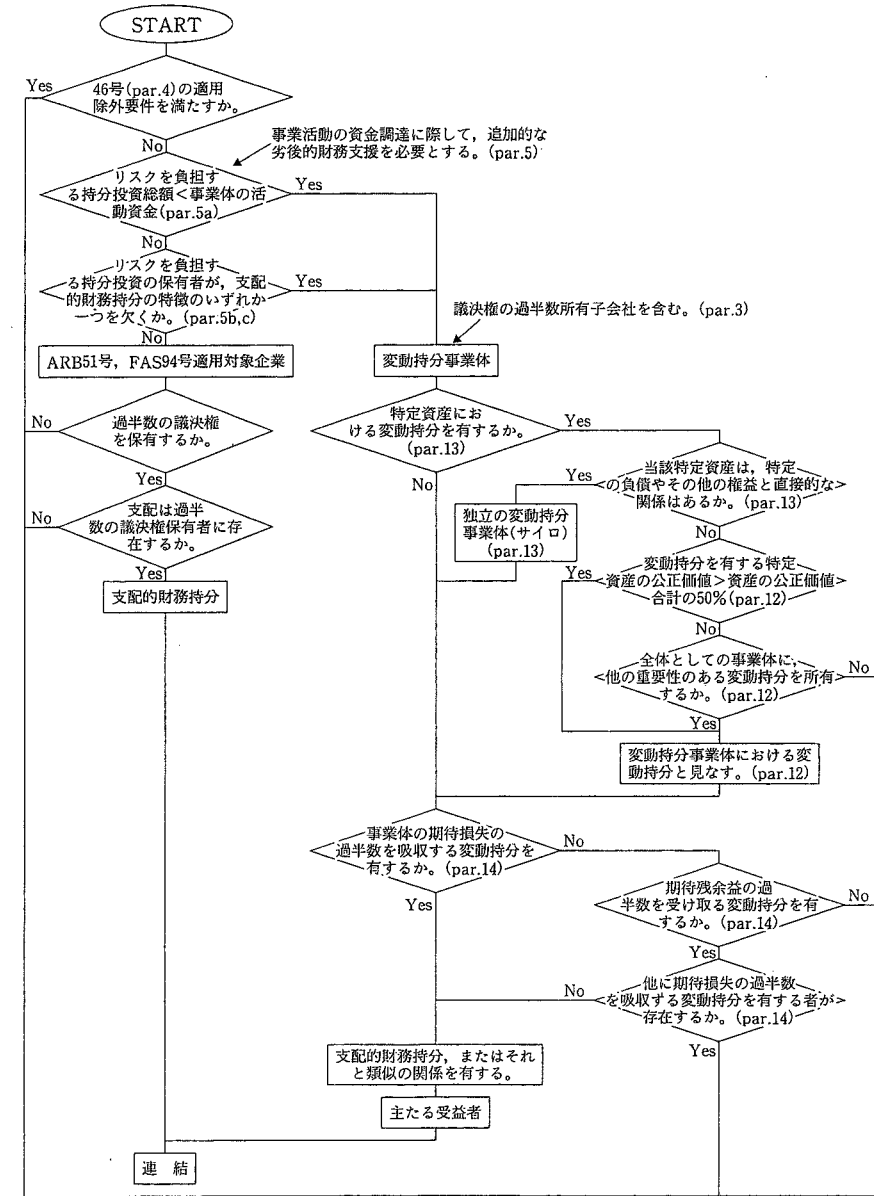 START
Yes
46号(par.4)の適用
除外要件を満たすか。
No
事業活動の資金調達に際して，追加的な
劣後的財務支援を必要とする。(par.5)
リスクを負担す
る持分投資総額＜事業体の活
動資金(par.5a)
Yes
No
リスクを負担す
る持分投資の保有者が，支配
的財務持分の特徴のいずれか
一つを欠くか。(par.5b,c)
Yes
No
議決権の過半数所有子会社を含む。(par.3)
ARB51号，FAS94号適用対象企業
変動持分事業体
No
過半数の議決権
を保有するか。
Yes
特定資産にお
ける変動持分を有するか。
(par.13)
Yes
No
No
支配は過半
数の議決権保有者に存
在するか。
Yes
支配的財務持分
Yes
当該特定資産は，特定
の負債やその他の権益と直接的な
関係はあるか。(par.13)
No
独立の変動持分
事業体(サイロ)
(par.13)
Yes
変動持分を有する特定
資産の公正価値＞資産の公正価値
合計の50％(par.12)
No
全体としての事業体に，
他の重要性のある変動持分を所有
するか。(par.12)
No
Yes
変動持分事業体における変
動持分と見なす。(par.12)
事業体の期待損失の
過半数を吸収する変動持分を
有するか。(par.14)
No
Yes
期待残余益の過
半数を受け取る変動持分を有
するか。(par.14)
No
Yes
No
他に期待損失の過半数
を吸収する変動持分を有する者が
存在するか。(par.14)
Yes
支配的財務持分，またはそれ
と類似の関係を有する。
主たる受益者
連 結